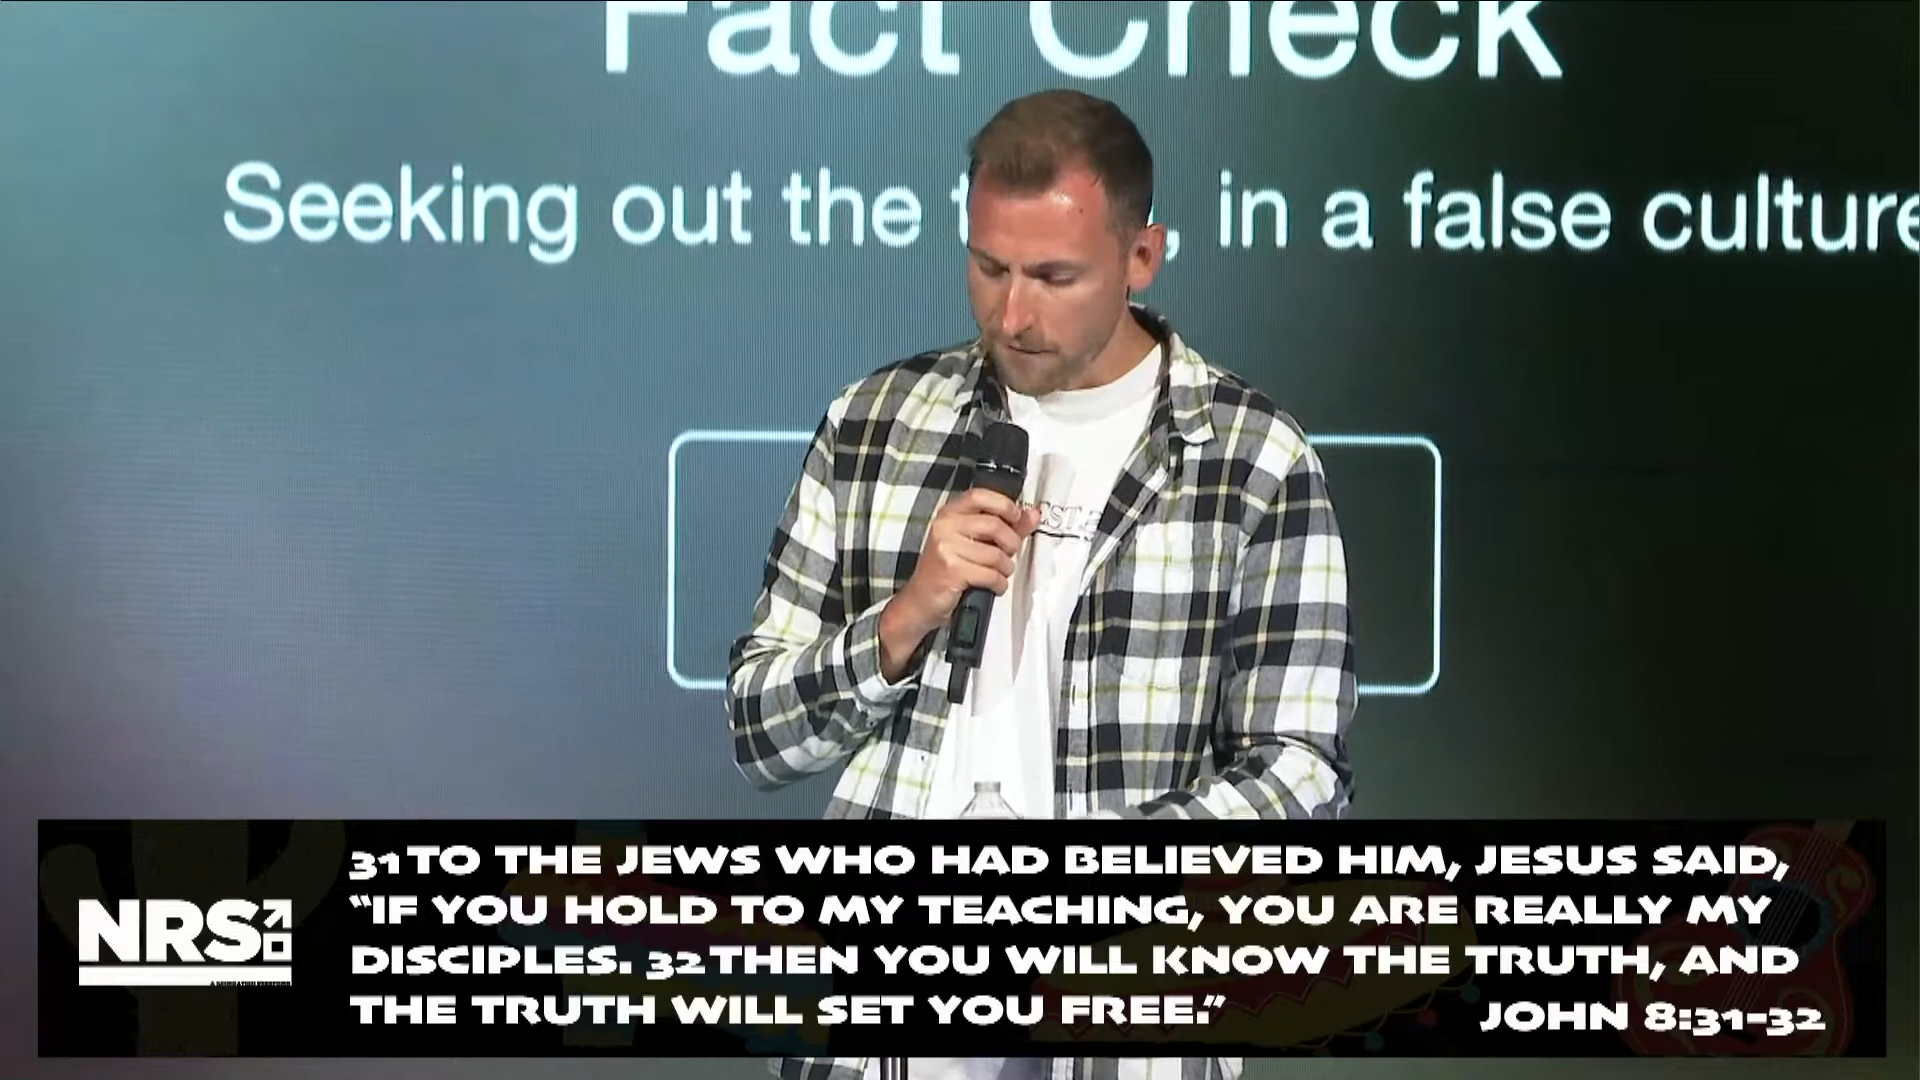 Fact Check
Seeking out the t , in a false culture
CST.
31 TO THE JEWS WHO HAD BELIEVED HIM, JESUS SAID,
"IF YOU HOLD TO MY TEACHING, YOU ARE REALLY MY
DISCIPLES. 32 THEN YOU WILL KNOW THE TRUTH, AND
THE TRUTH WILL SET YOU FREE."
JOHN 8:31-32
NRS